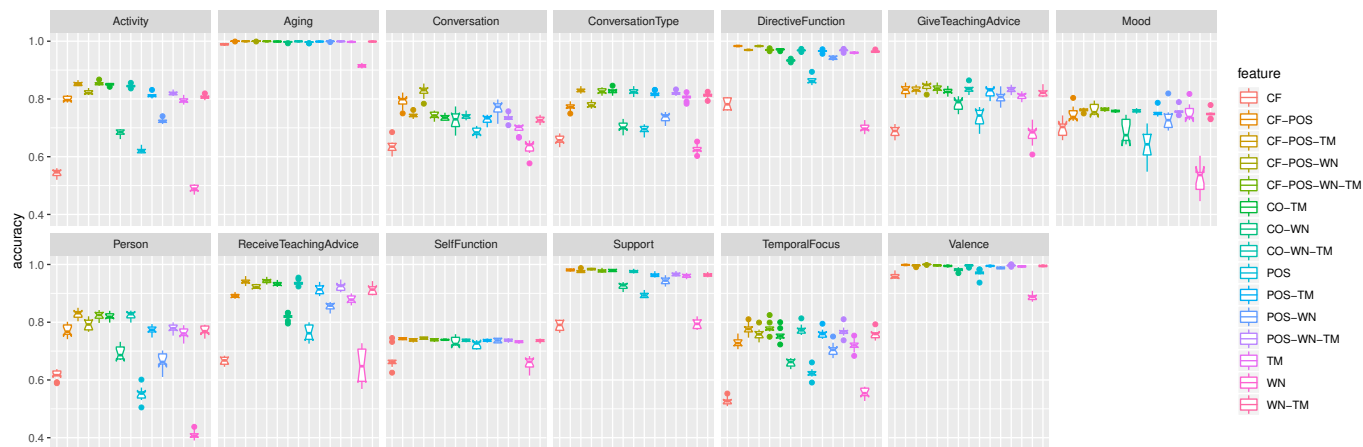 Activity
Aging
Conversation
ConversationType
DirectiveFunction
GiveTeachingAdvice
Mood
1.0
0.8
0.6
0.4
accuracy
Person
ReceiveTeachingAdvice
SelfFunction
Support
TemporalFocus
Valence
1.0
0.8
0.6
0.4
feature
CF
CF−POS
CF−POS−TM
CF−POS−WN
CF−POS−WN−TM
CO−TM
CO−WN
CO−WN−TM
POS
POS−TM
POS−WN
POS−WN−TM
TM
WN
WN−TM